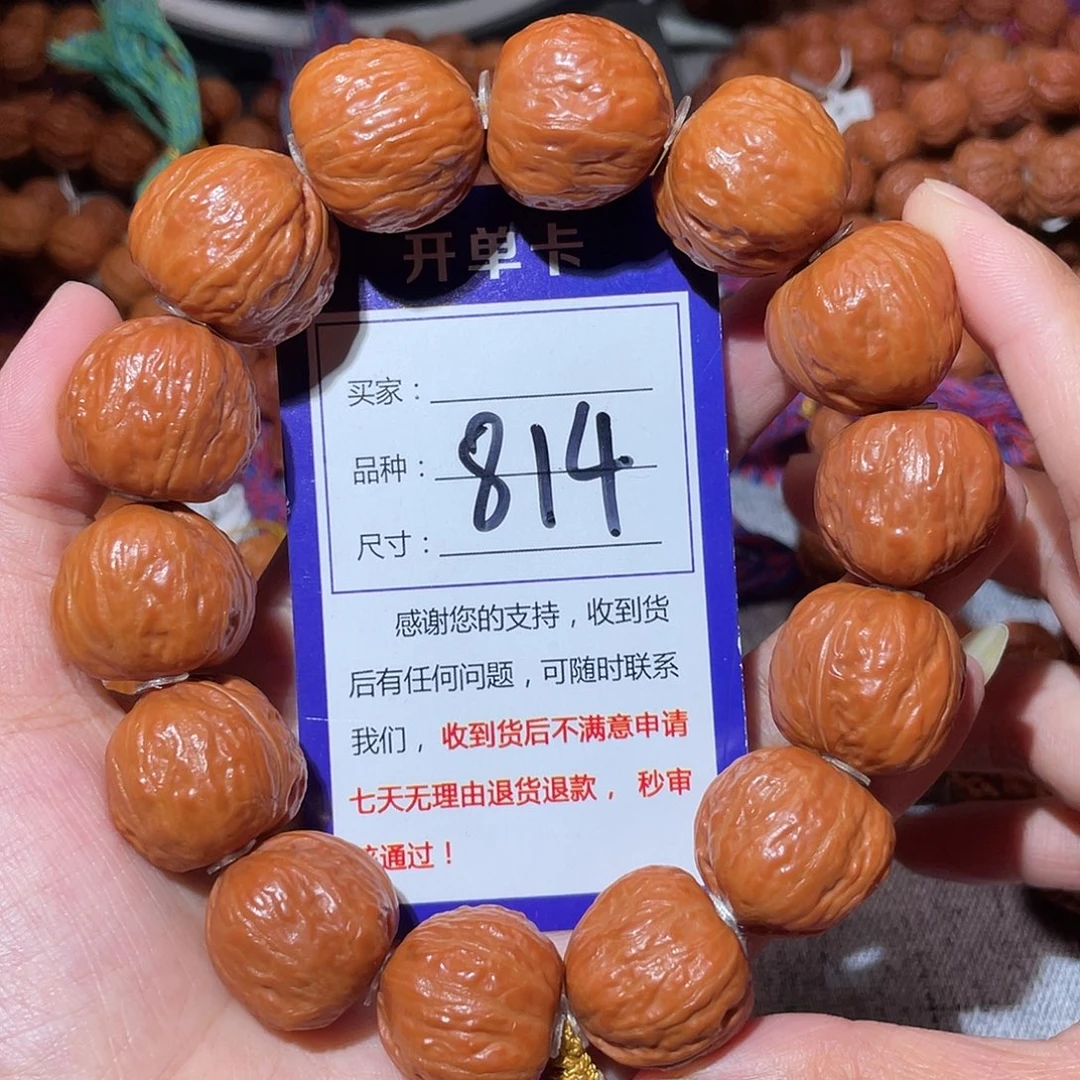 开单卡
买家：
品种：814
尺寸：
感谢您的支持，收到货
后有任何问题，可随时联系
我们，收到货后不满意申请
七天无理由退货退款，秒审
核通过！